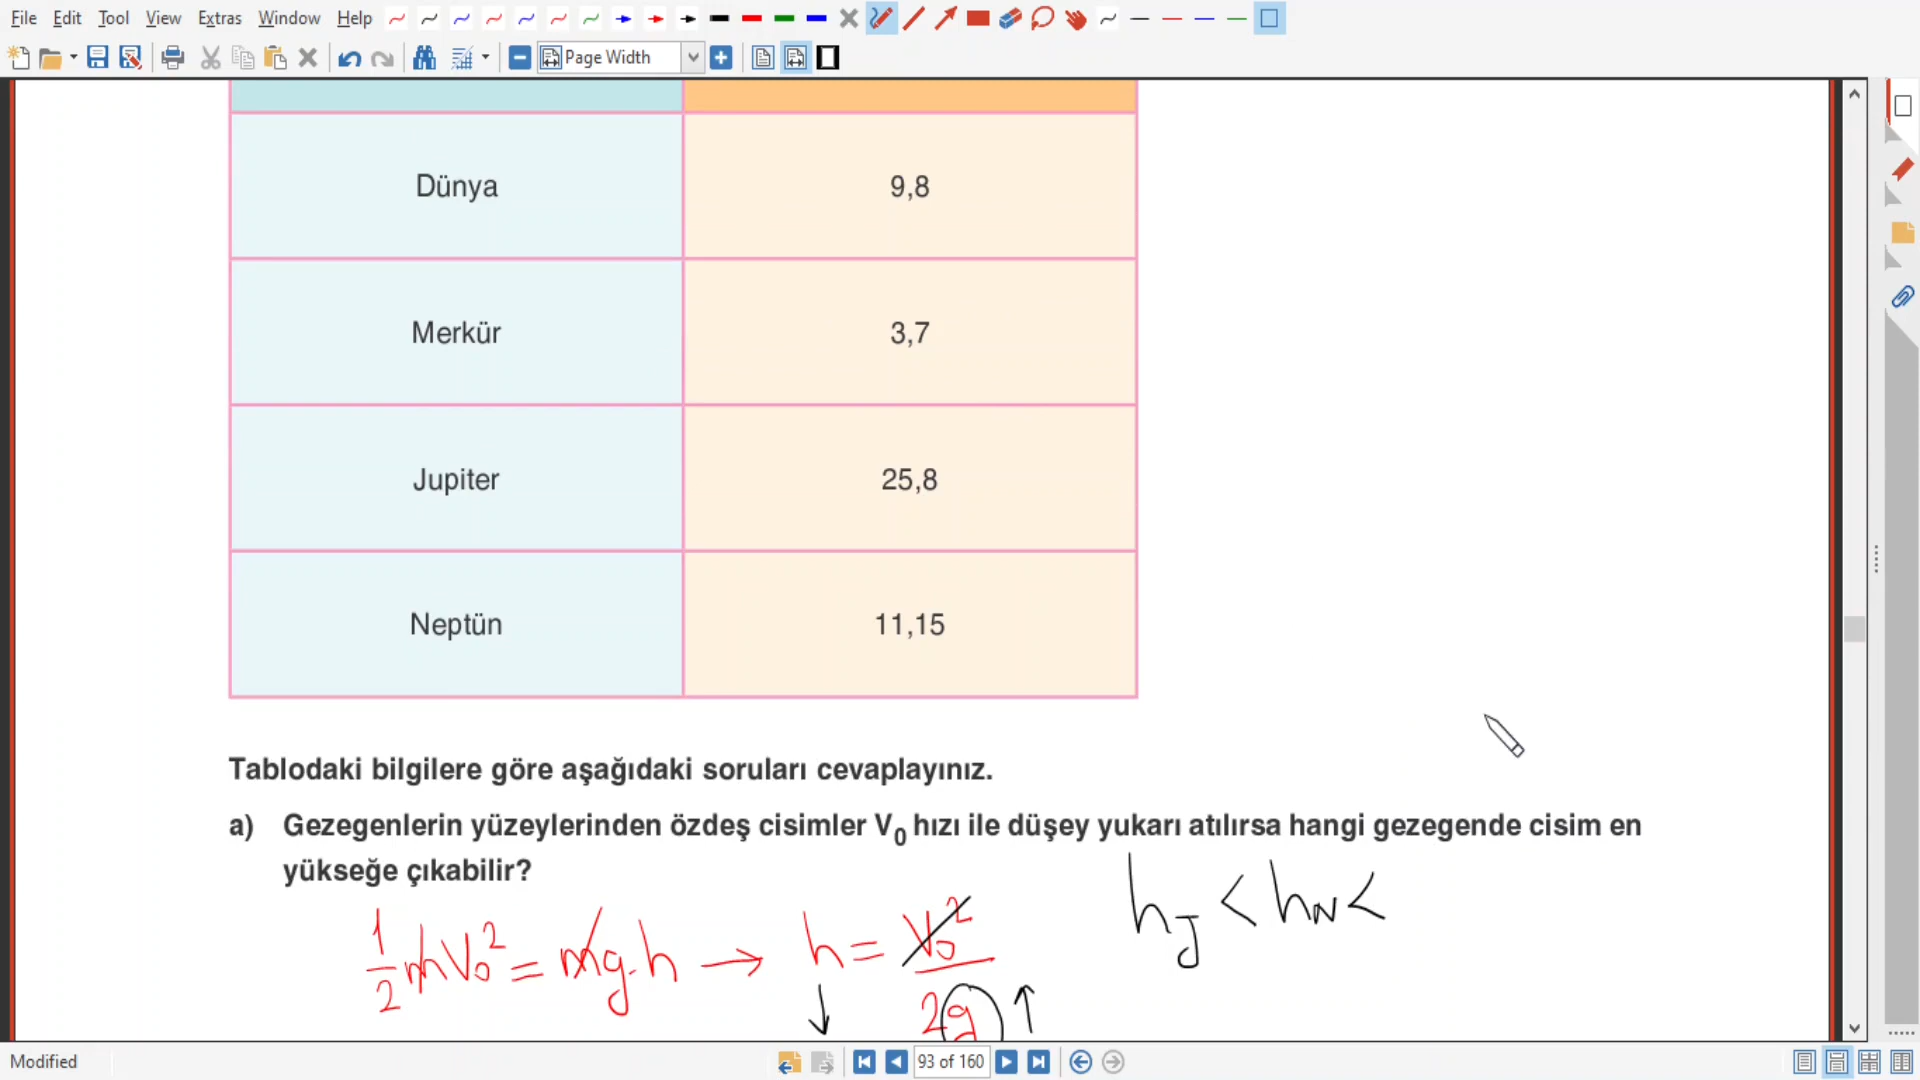 File Edit Tool View Extras Window Help
Page Width
Dünya 9,8
Merkür 3,7
Jupiter 25,8
Neptün 11,15
Tablodaki bilgilere göre aşağıdaki soruları cevaplayınız.
a) Gezegenlerin yüzeylerinden özdeş cisimler V₀ hızı ile düşey yukarı atılırsa hangi gezegende cisim en
yükseğe çıkabilir?
h_J < h_N <
1/2 mV₀² = mg.h → h = V₀²/2g
↓ ↑
Modified 93 of 160